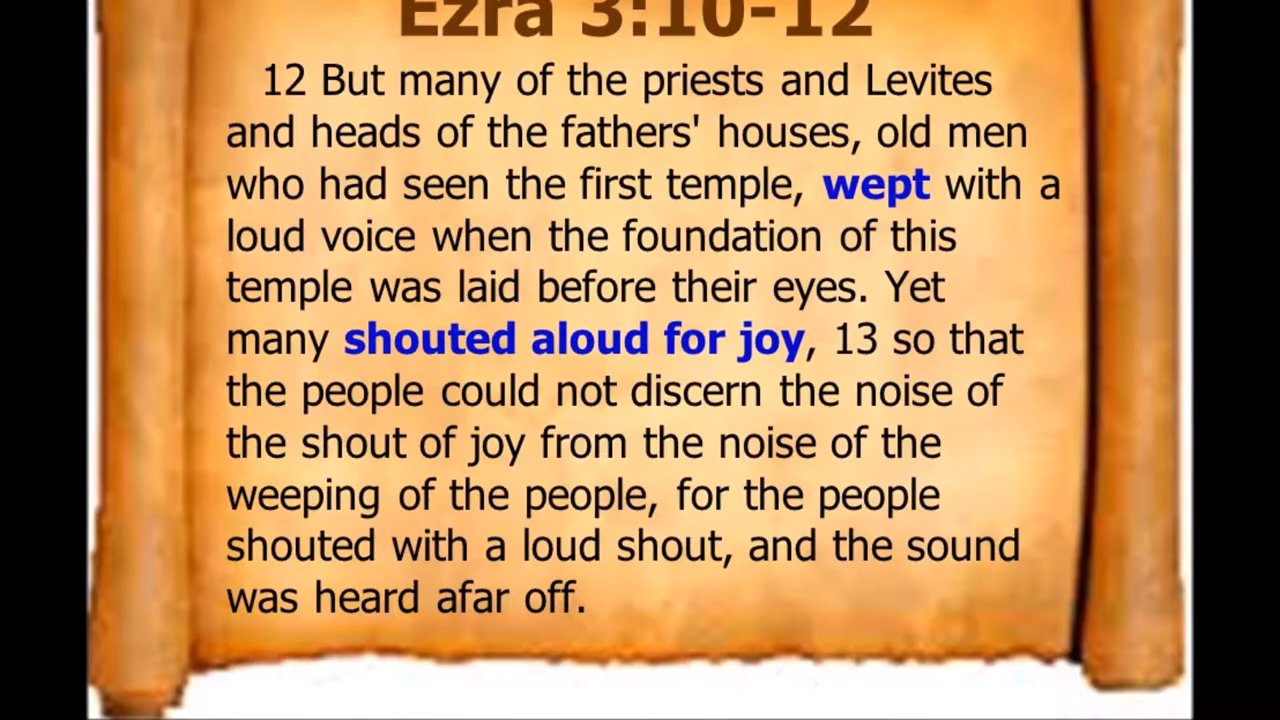 Ezra 3:10-12
12 But many of the priests and Levites
and heads of the fathers' houses, old men
who had seen the first temple, wept with a
loud voice when the foundation of this
temple was laid before their eyes. Yet
many shouted aloud for joy, 13 so that
the people could not discern the noise of
the shout of joy from the noise of the
weeping of the people, for the people
shouted with a loud shout, and the sound
was heard afar off.